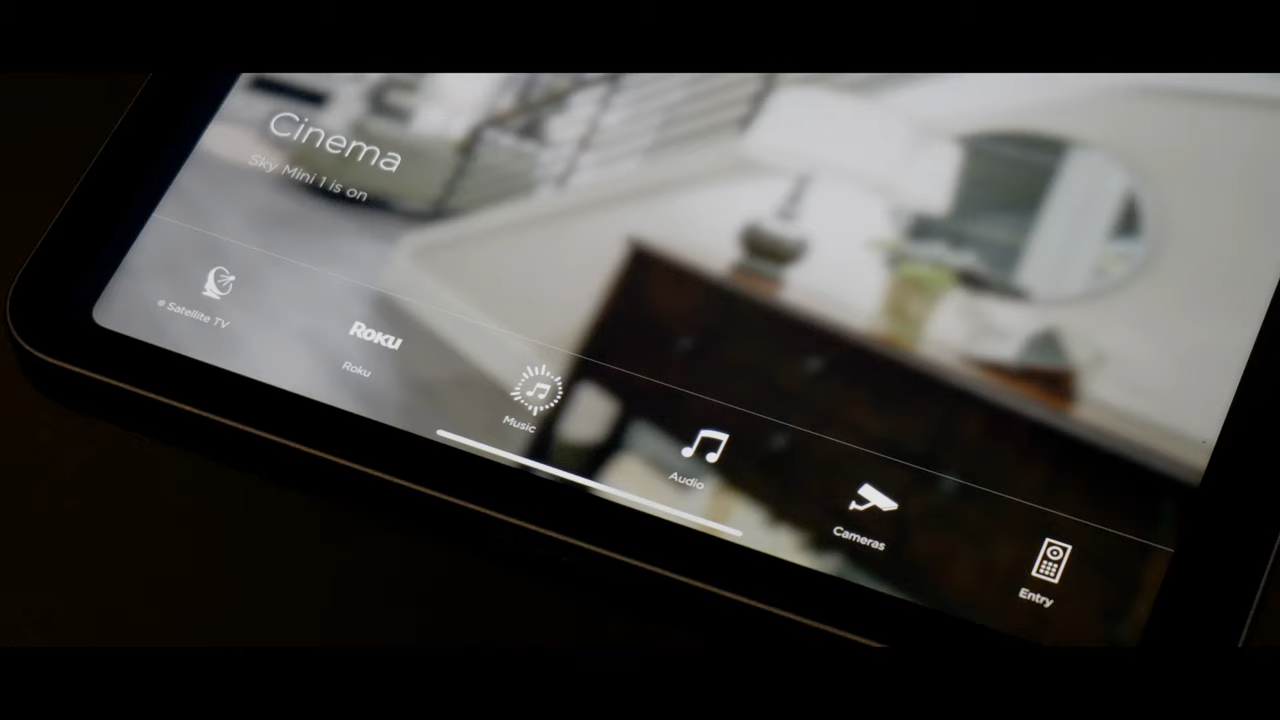 Cinema
Sky Mini 1 is on
Satellite TV
Roku
Roku
Music
Audio
Cameras
Entry